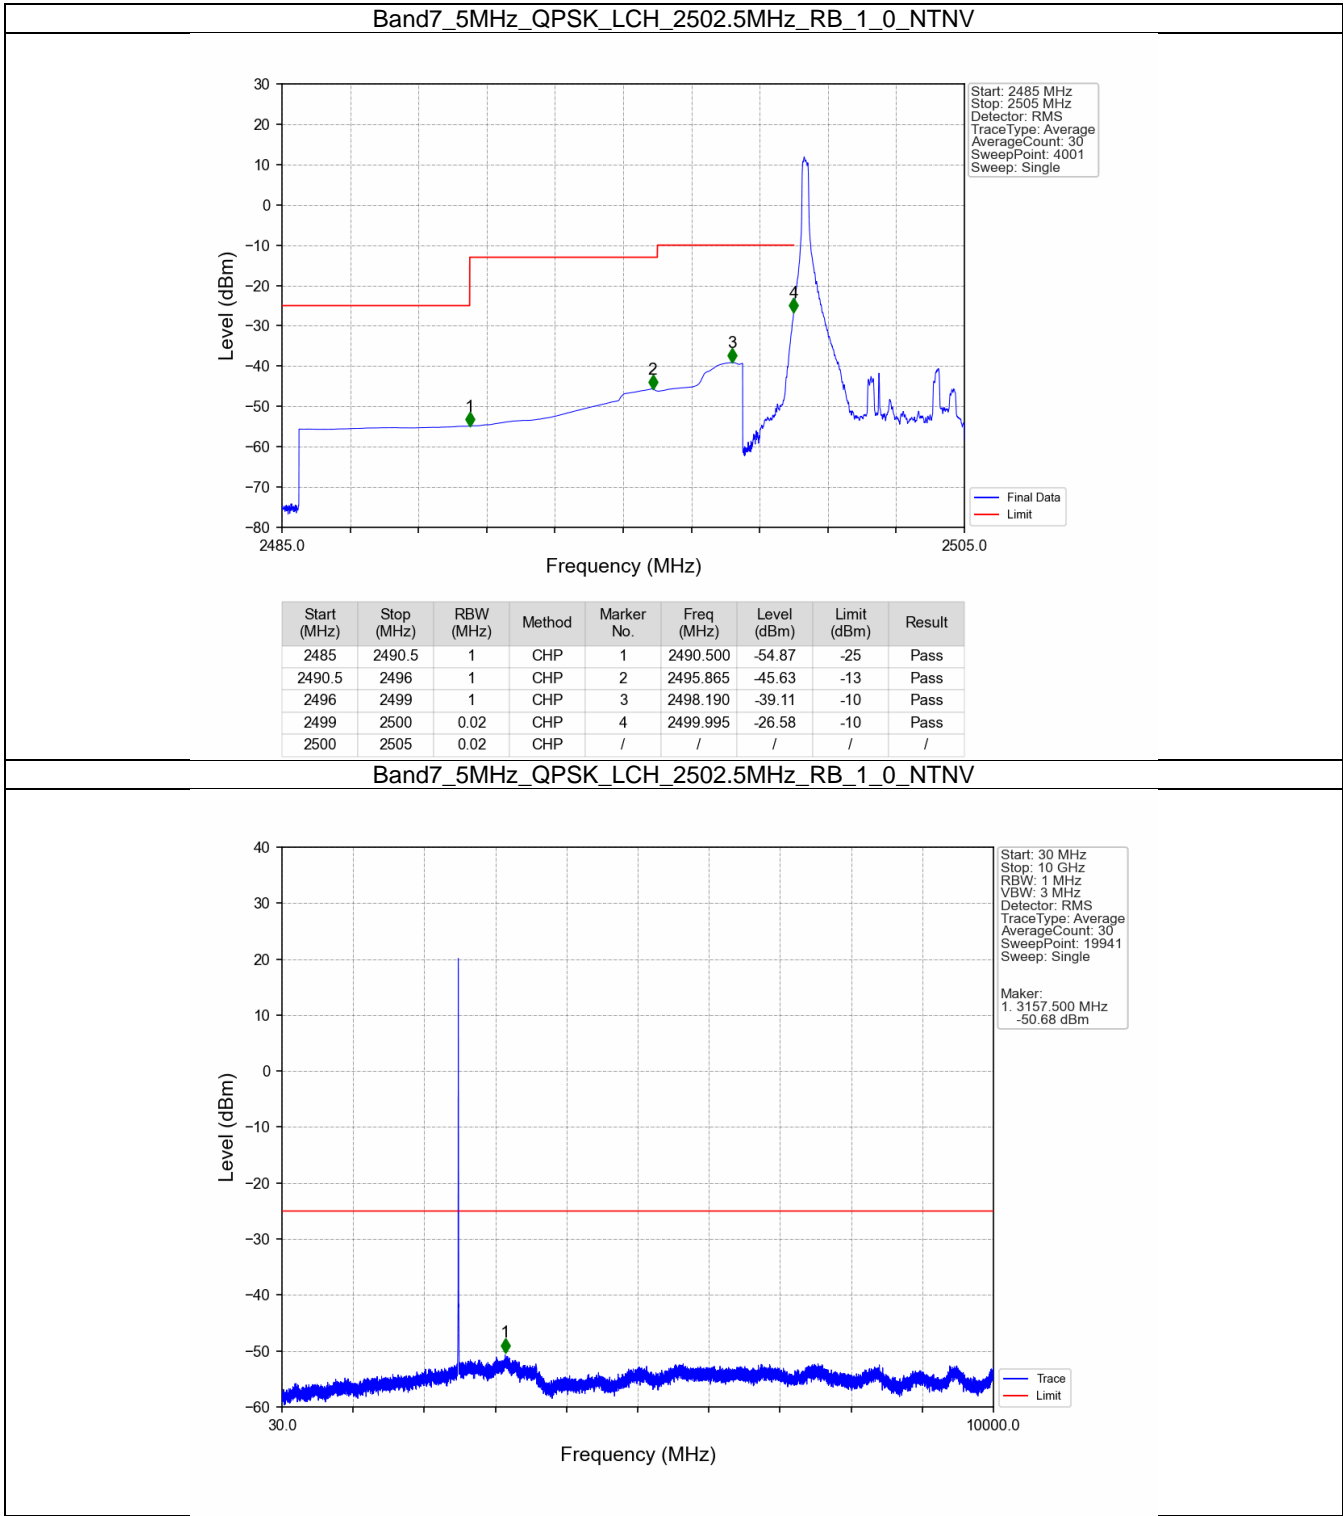 Band7_5MHz_QPSK_LCH_2502.5MHz_RB_1_0_NTNV
30
20
10
0
−10
−20
−30
−40
−50
−60
−70
−80
Level (dBm)
1
2
3
4
2485.0
2505.0
Frequency (MHz)
Start: 2485 MHz
Stop: 2505 MHz
Detector: RMS
TraceType: Average
AverageCount: 30
SweepPoint: 4001
Sweep: Single
Final Data
Limit
Start (MHz) Stop (MHz) RBW (MHz) Method Marker No. Freq (MHz) Level (dBm) Limit (dBm) Result
2485 2490.5 1 CHP 1 2490.500 -54.87 -25 Pass
2490.5 2496 1 CHP 2 2495.865 -45.63 -13 Pass
2496 2499 1 CHP 3 2498.190 -39.11 -10 Pass
2499 2500 0.02 CHP 4 2499.995 -26.58 -10 Pass
2500 2505 0.02 CHP / / / / /
Band7_5MHz_QPSK_LCH_2502.5MHz_RB_1_0_NTNV
40
30
20
10
0
−10
−20
−30
−40
−50
−60
Level (dBm)
1
30.0
10000.0
Frequency (MHz)
Start: 30 MHz
Stop: 10 GHz
RBW: 1 MHz
VBW: 3 MHz
Detector: RMS
TraceType: Average
AverageCount: 30
SweepPoint: 19941
Sweep: Single
Maker:
1. 3157.500 MHz
-50.68 dBm
Trace
Limit